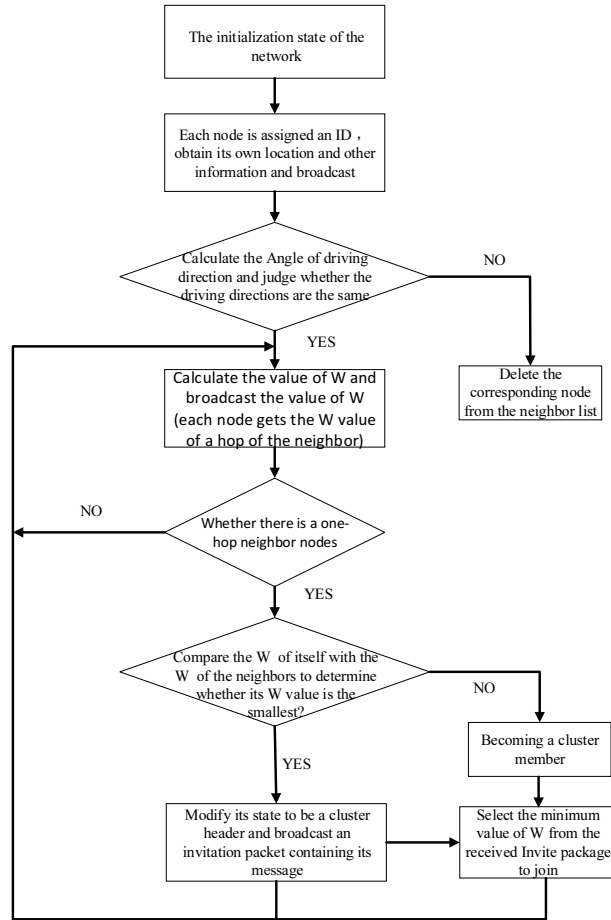 The initialization state of the
network
Each node is assigned an ID ,
obtain its own location and other
information and broadcast
Calculate the Angle of driving
direction and judge whether the
driving directions are the same
NO
YES
Delete the
corresponding node
from the neighbor list
Calculate the value of W and
broadcast the value of W
(each node gets the W value
of a hop of the neighbor)
NO
Whether there is a one-
hop neighbor nodes
YES
Compare the W of itself with the
W of the neighbors to determine
whether its W value is the
smallest?
NO
YES
Becoming a cluster
member
Modify its state to be a cluster
header and broadcast an
invitation packet containing its
message
Select the minimum
value of W from the
received Invite package
to join